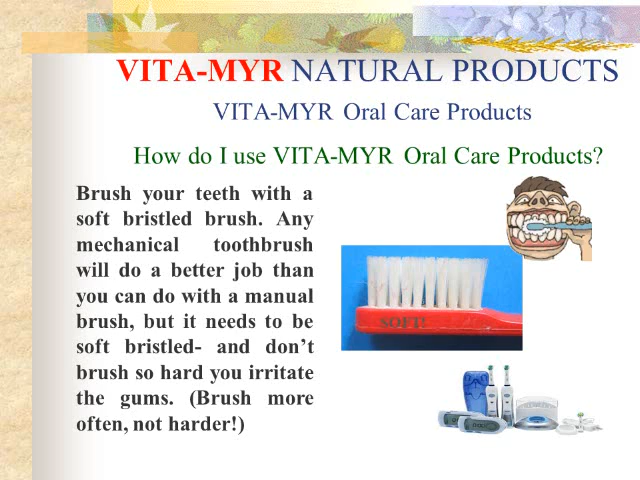 VITA-MYR NATURAL PRODUCTS
VITA-MYR Oral Care Products
How do I use VITA-MYR Oral Care Products?
Brush your teeth with a
soft bristled brush. Any
mechanical toothbrush
will do a better job than
you can do with a manual
brush, but it needs to be
soft bristled- and don’t
brush so hard you irritate
the gums. (Brush more
often, not harder!)
SOFT!